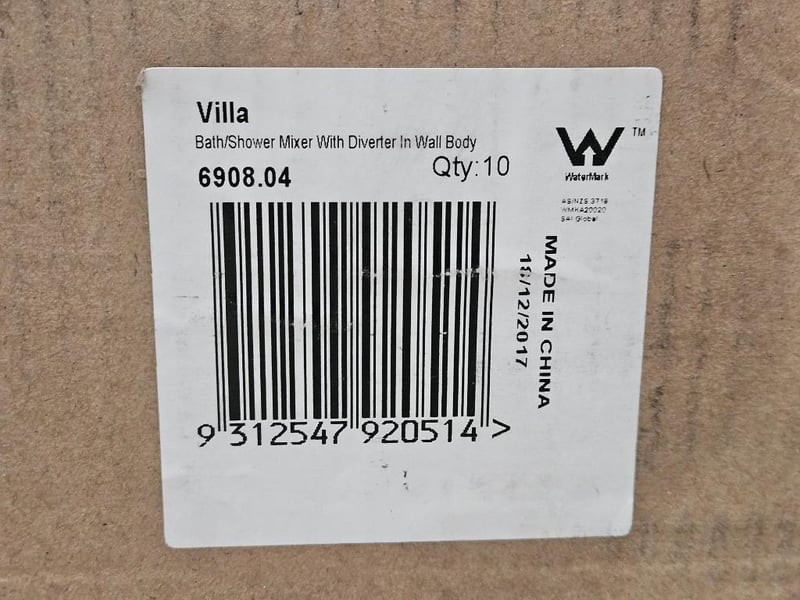 Villa
Bath/Shower Mixer With Diverter In Wall Body
6908.04
Qty:10
W™
WaterMark
AS/NZS 3718
WMKA20020
SAI Global
MADE IN CHINA
18/12/2017
9 312547 920514 >